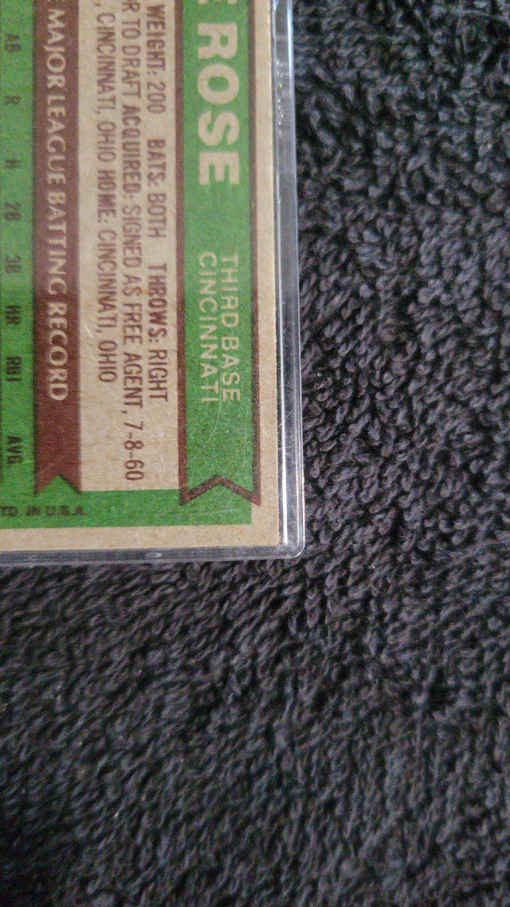 ROSE
THIRD BASE
CINCINNATI
WEIGHT: 200 BATS: BOTH THROWS: RIGHT
TO DRAFT ACQUIRED: SIGNED AS FREE AGENT, 7-8-60
, CINCINNATI, OHIO HOME: CINCINNATI, OHIO
MAJOR LEAGUE BATTING RECORD
AB R H 2B 3B HR RBI AVG
IN U.S.A.